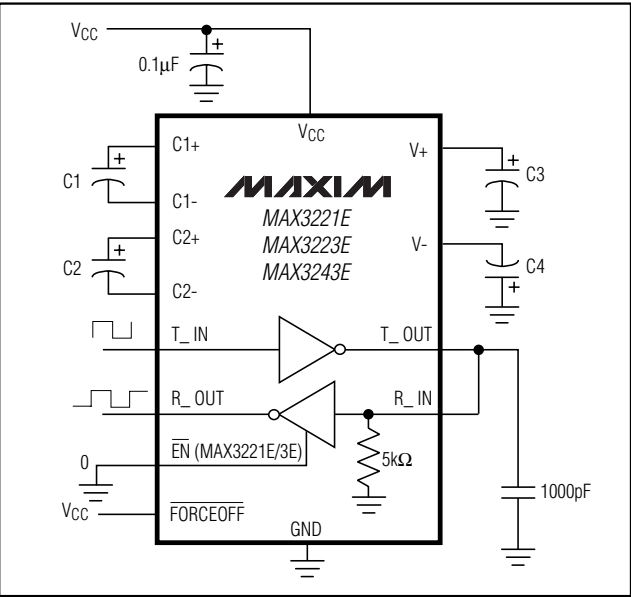 VCC
0.1µF
+
VCC
C1+
V+
C1
+
+
C3
C1-
MAXIM
MAX3221E
C2+
MAX3223E
V-
C2
+
MAX3243E
C4
+
C2-
T_ IN
T_ OUT
R_ OUT
R_ IN
0
EN (MAX3221E/3E)
5kΩ
1000pF
VCC
FORCEOFF
GND